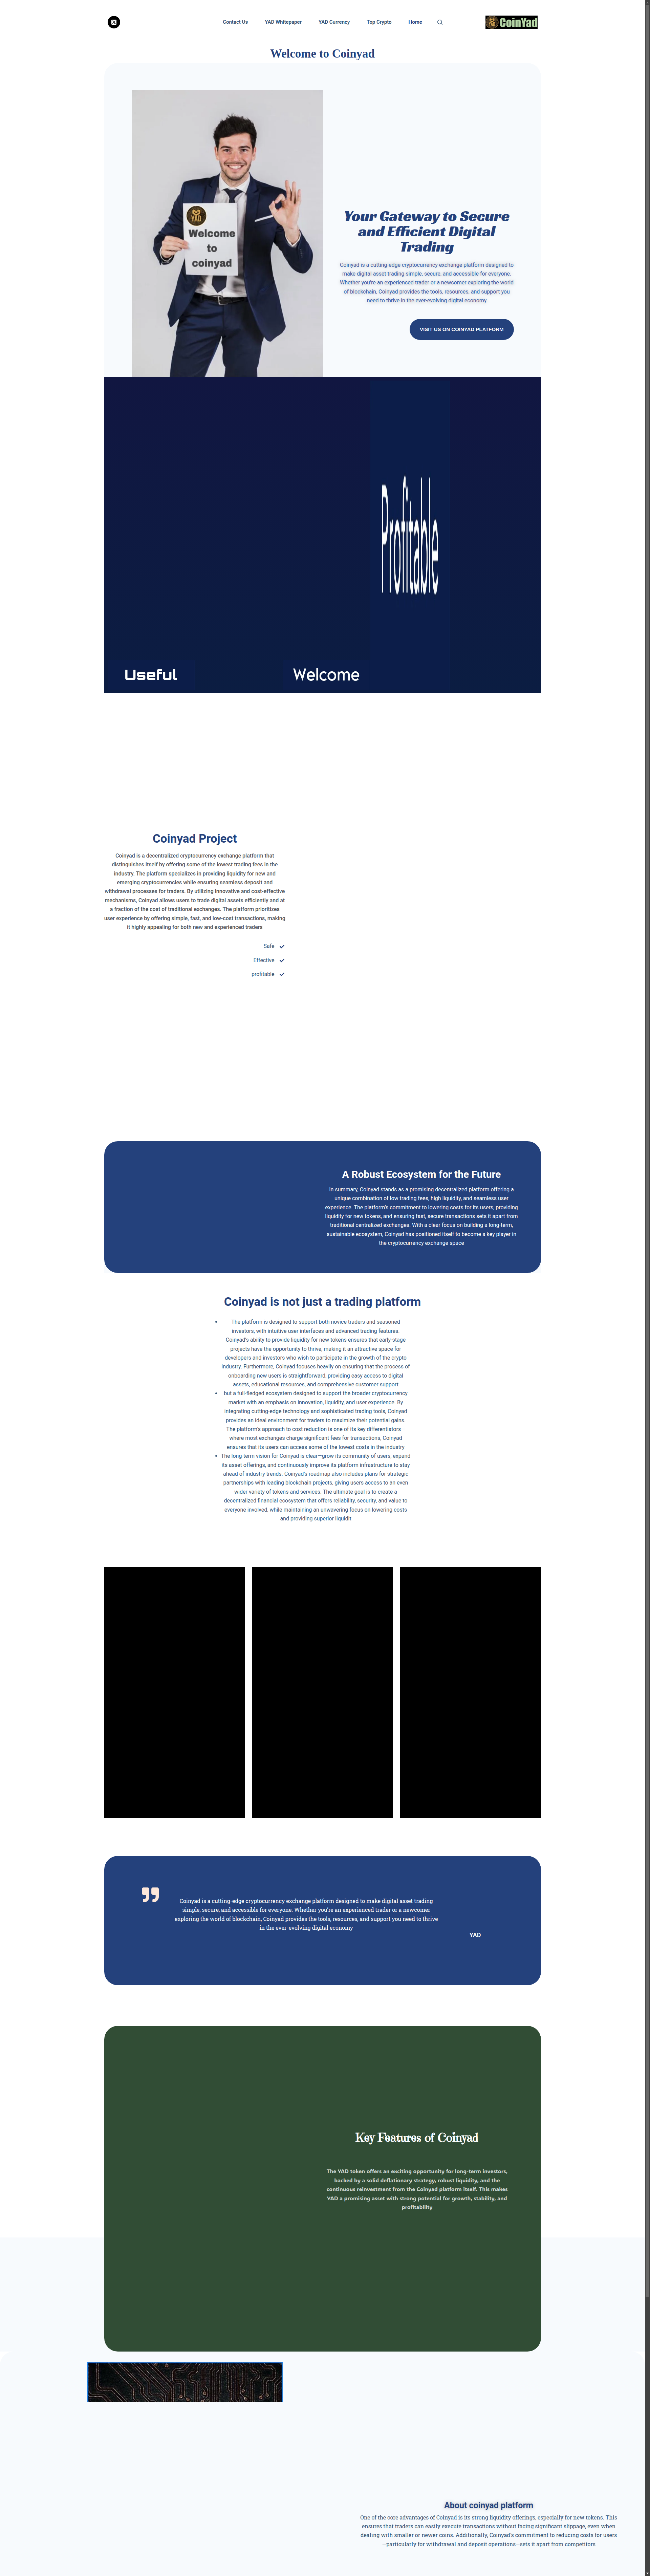 Contact Us YAD Whitepaper YAD Currency Top Crypto Home
CoinYad
Welcome to Coinyad
YAD
Welcome
to
coinyad
Your Gateway to Secure
and Efficient Digital
Trading
Coinyad is a cutting-edge cryptocurrency exchange platform designed to
make digital asset trading simple, secure, and accessible for everyone.
Whether you're an experienced trader or a newcomer exploring the world
of blockchain, Coinyad provides the tools, resources, and support you
need to thrive in the ever-evolving digital economy
VISIT US ON COINYAD PLATFORM
Profitable
Useful
Welcome
Coinyad Project
Coinyad is a decentralized cryptocurrency exchange platform that
distinguishes itself by offering some of the lowest trading fees in the
industry. The platform specializes in providing liquidity for new and
emerging cryptocurrencies while ensuring seamless deposit and
withdrawal processes for traders. By utilizing innovative and cost-effective
mechanisms, Coinyad allows users to trade digital assets efficiently and at
a fraction of the cost of traditional exchanges. The platform prioritizes
user experience by offering simple, fast, and low-cost transactions, making
it highly appealing for both new and experienced traders
Safe
Effective
profitable
A Robust Ecosystem for the Future
In summary, Coinyad stands as a promising decentralized platform offering a
unique combination of low trading fees, high liquidity, and seamless user
experience. The platform's commitment to lowering costs for its users, providing
liquidity for new tokens, and ensuring fast, secure transactions sets it apart from
traditional centralized exchanges. With a clear focus on building a long-term,
sustainable ecosystem, Coinyad has positioned itself to become a key player in
the cryptocurrency exchange space
Coinyad is not just a trading platform
• The platform is designed to support both novice traders and seasoned
investors, with intuitive user interfaces and advanced trading features.
Coinyad's ability to provide liquidity for new tokens ensures that early-stage
projects have the opportunity to thrive, making it an attractive space for
developers and investors who wish to participate in the growth of the crypto
industry. Furthermore, Coinyad focuses heavily on ensuring that the process of
onboarding new users is straightforward, providing easy access to digital
assets, educational resources, and comprehensive customer support
• but a full-fledged ecosystem designed to support the broader cryptocurrency
market with an emphasis on innovation, liquidity, and user experience. By
integrating cutting-edge technology and sophisticated trading tools, Coinyad
provides an ideal environment for traders to maximize their potential gains.
The platform's approach to cost reduction is one of its key differentiators—
where most exchanges charge significant fees for transactions, Coinyad
ensures that its users can access some of the lowest costs in the industry
• The long-term vision for Coinyad is clear—grow its community of users, expand
its asset offerings, and continuously improve its platform infrastructure to stay
ahead of industry trends. Coinyad's roadmap also includes plans for strategic
partnerships with leading blockchain projects, giving users access to an even
wider variety of tokens and services. The ultimate goal is to create a
decentralized financial ecosystem that offers reliability, security, and value to
everyone involved, while maintaining an unwavering focus on lowering costs
and providing superior liquidit
Coinyad is a cutting-edge cryptocurrency exchange platform designed to make digital asset trading
simple, secure, and accessible for everyone. Whether you're an experienced trader or a newcomer
exploring the world of blockchain, Coinyad provides the tools, resources, and support you need to thrive
in the ever-evolving digital economy
YAD
Key Features of Coinyad
The YAD token offers an exciting opportunity for long-term investors,
backed by a solid deflationary strategy, robust liquidity, and the
continuous reinvestment from the Coinyad platform itself. This makes
YAD a promising asset with strong potential for growth, stability, and
profitability
About coinyad platform
One of the core advantages of Coinyad is its strong liquidity offerings, especially for new tokens. This
ensures that traders can easily execute transactions without facing significant slippage, even when
dealing with smaller or newer coins. Additionally, Coinyad's commitment to reducing costs for users
—particularly for withdrawal and deposit operations—sets it apart from competitors